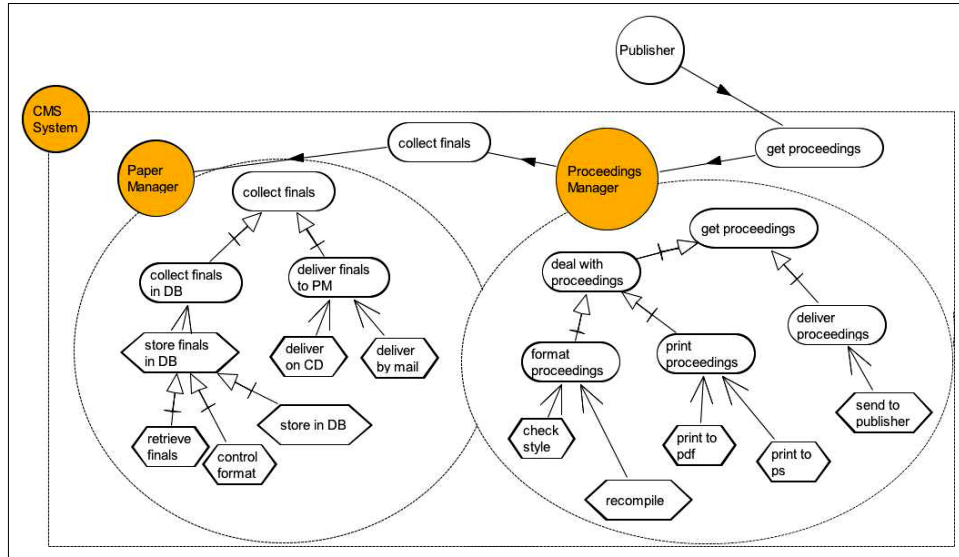 Publisher
CMS
System
collect finals
get proceedings
Paper
Manager
Proceedings
Manager
collect finals
get proceedings
collect finals
in DB
deliver finals
to PM
deal with
proceedings
deliver
proceedings
store finals
in DB
deliver
on CD
deliver
by mail
format
proceedings
print
proceedings
send to
publisher
store in DB
check
style
retrieve
finals
control
format
print to
pdf
print to
ps
recompile